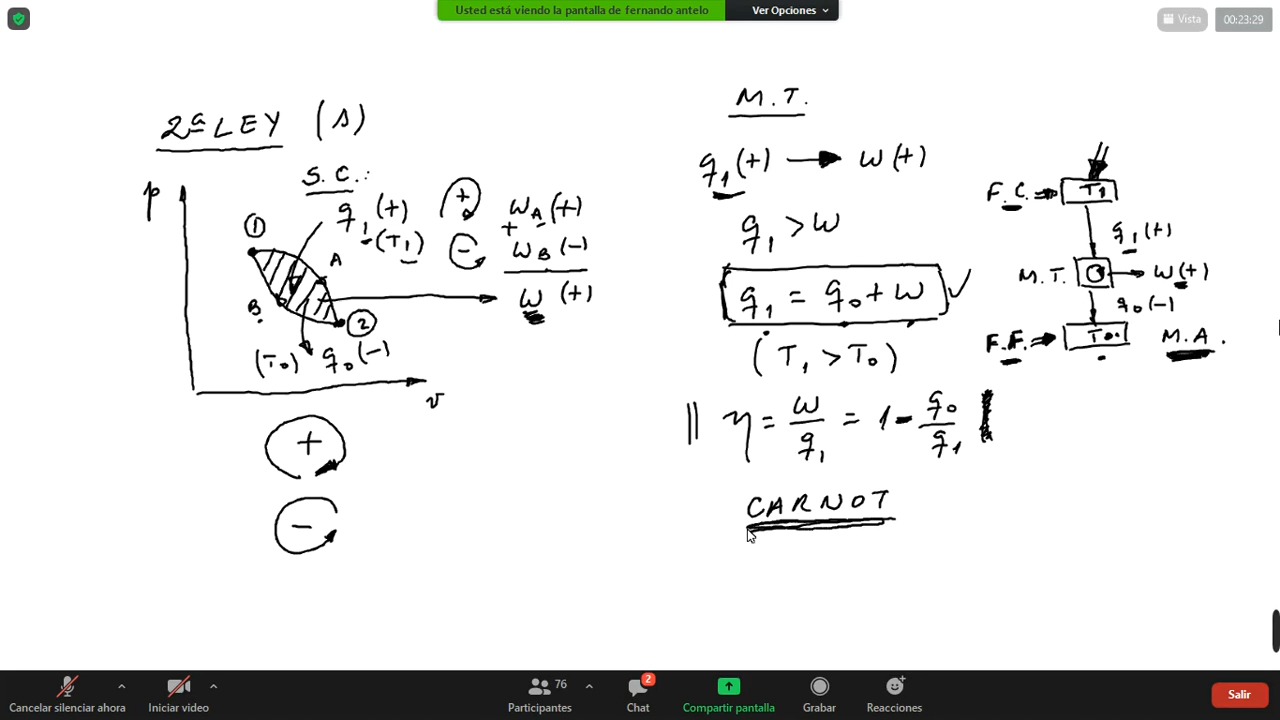 Usted está viendo la pantalla de fernando antelo
Ver Opciones
Vista
00:23:29
2ª LEY (s)
S.C.:
p
q₁ (+)
(T₁)
+
-
w_A (+)
+ w_B (-)
w (+)
①
A
B
②
(T₀) q₀ (-)
v
+
-
M.T.
q₁ (+) → w (+)
q₁ > w
q₁ = q₀ + w ✓
(T₁ > T₀)
η = w/q₁ = 1 - q₀/q₁
CARNOT
F.C. ⇒ T₁
q₁ (+)
M.T. → w (+)
q₀ (-)
F.F. ⇒ T₀.
M.A.
Cancelar silenciar ahora
Iniciar video
76
Participantes
2
Chat
Compartir pantalla
Grabar
Reacciones
Salir